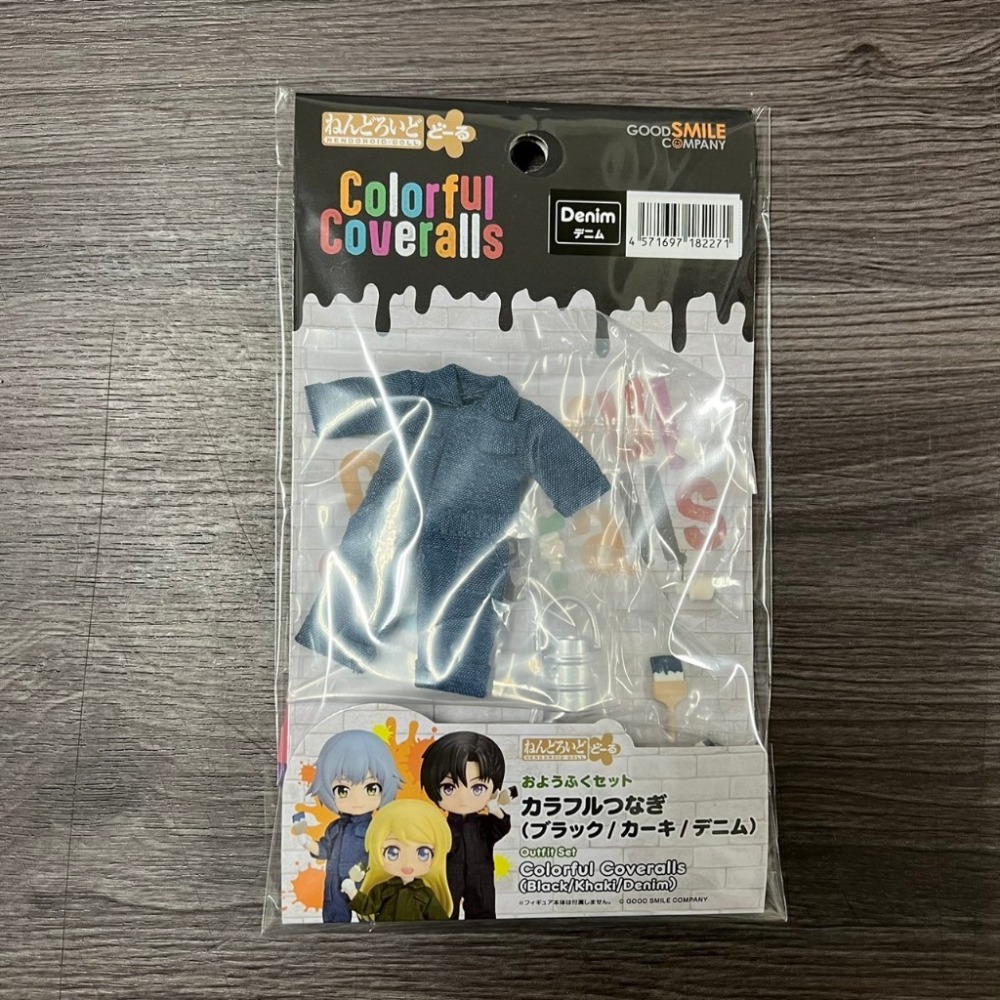 ねんどろいど
NENDOROID·DOLL
どーる
GOOD SMILE
COMPANY
Colorful
Coveralls
Denim
デニム
4 571697 182271
ねんどろいど
NENDOROID·DOLL
どーる
おようふくセット
カラフルつなぎ
(ブラック/カーキ/デニム)
Outfit Set
Colorful Coveralls
(Black/Khaki/Denim)
※フィギュア本体は付属しません。 © GOOD SMILE COMPANY